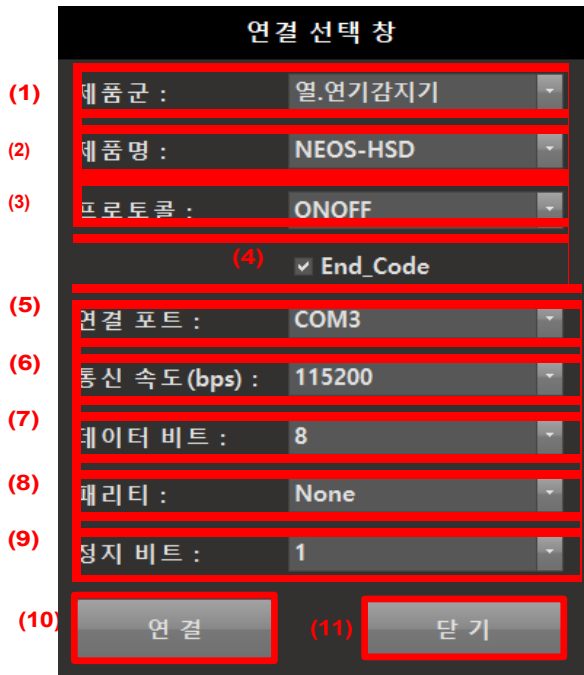 연결 선택 창
(1) 제품군 : 열.연기감지기
(2) 제품명 : NEOS-HSD
(3) 프로토콜 : ONOFF
(4) End_Code
(5) 연결 포트 : COM3
(6) 통신 속도(bps) : 115200
(7) 데이터 비트 : 8
(8) 패리티 : None
(9) 정지 비트 : 1
(10) 연 결 (11) 닫 기